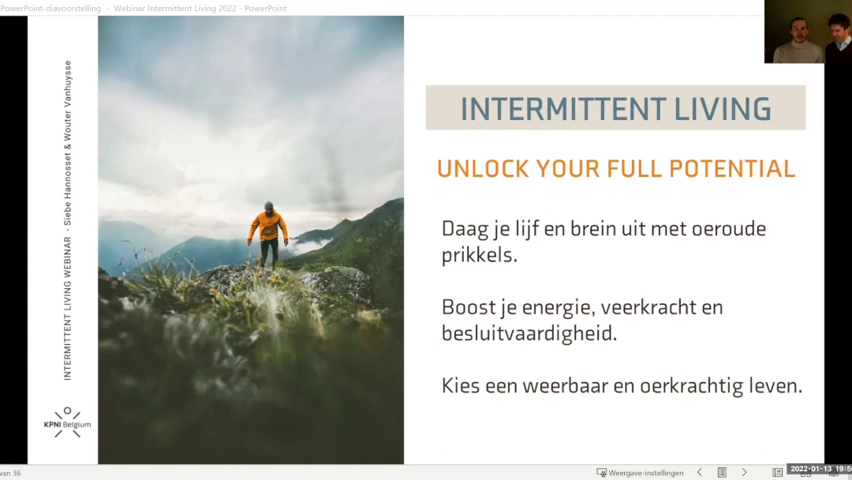 PowerPoint-diavoorstelling - Webinar Intermittent Living 2022 - PowerPoint
INTERMITTENT LIVING WEBINAR - Siebe Hannosset & Wouter Vanhuysse
KPNI Belgium
INTERMITTENT LIVING
UNLOCK YOUR FULL POTENTIAL
Daag je lijf en brein uit met oeroude
prikkels.
Boost je energie, veerkracht en
besluitvaardigheid.
Kies een weerbaar en oerkrachtig leven.
van 36
Weergave-instellingen
2022-01-13